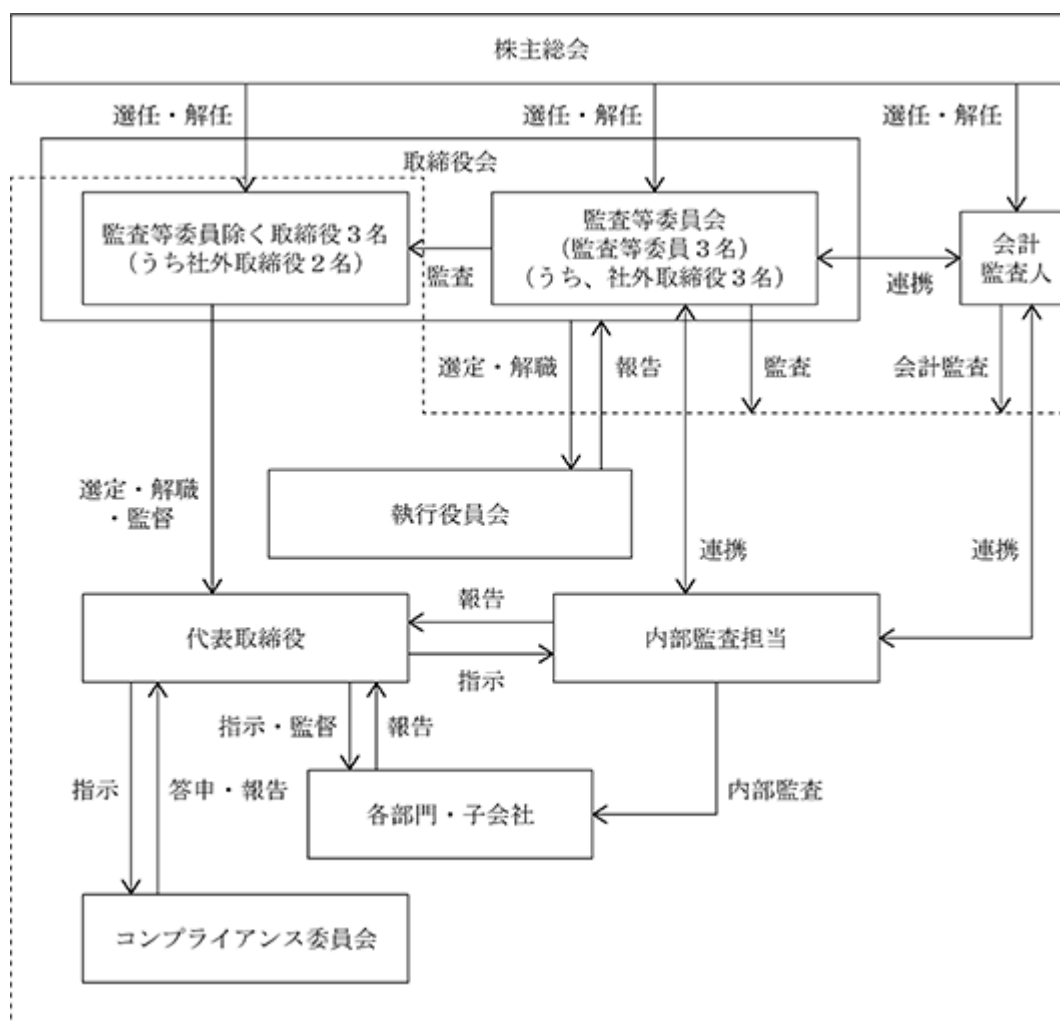 株主総会
選任・解任
選任・解任
選任・解任
取締役会
監査等委員除く取締役3名
(うち社外取締役2名)
監査
監査等委員会
(監査等委員3名)
(うち、社外取締役3名)
連携
会計
監査人
選定・解職
報告
監査
会計監査
選定・解職
・監督
執行役員会
連携
連携
代表取締役
報告
指示
内部監査担当
指示・監督
報告
指示
答申・報告
各部門・子会社
内部監査
コンプライアンス委員会